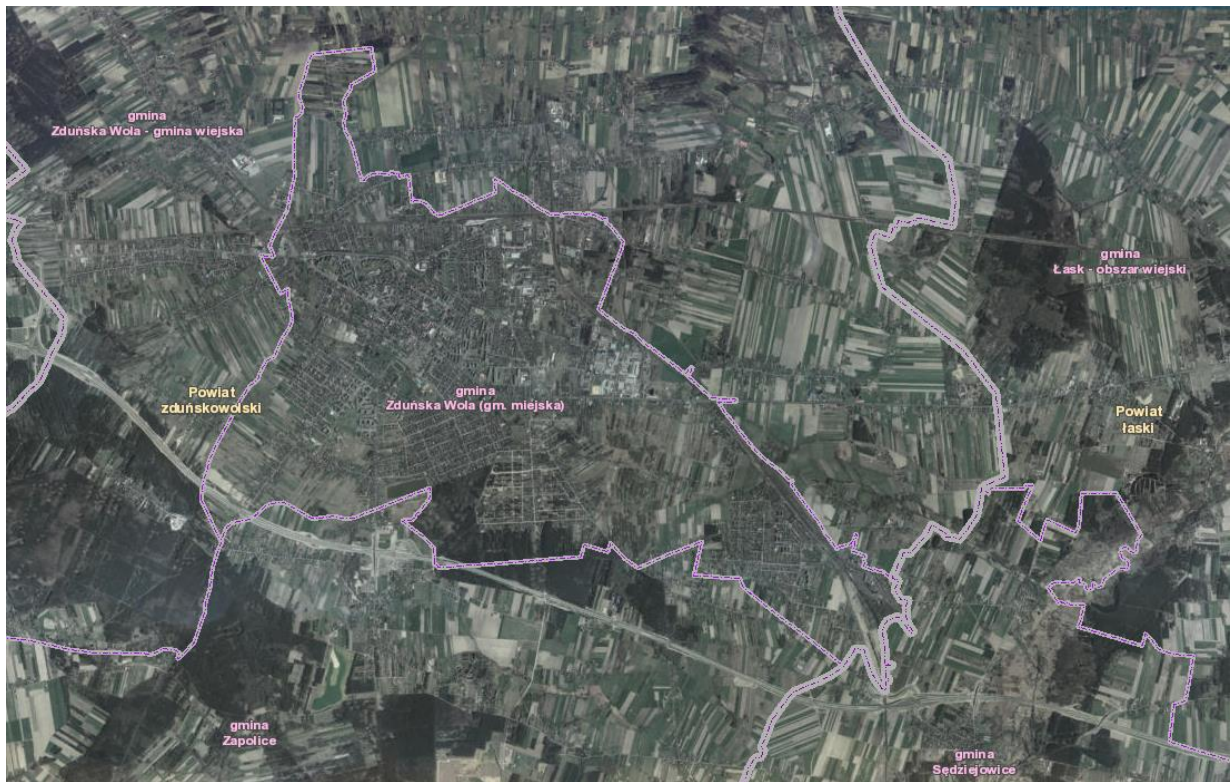 gmina
Zduńska Wola - gmina wiejska
gmina
Łask - obszar wiejski
Powiat
zduńskowolski
gmina
Zduńska Wola (gm. miejska)
Powiat
łaski
gmina
Zapolice
gmina
Sędziejowice